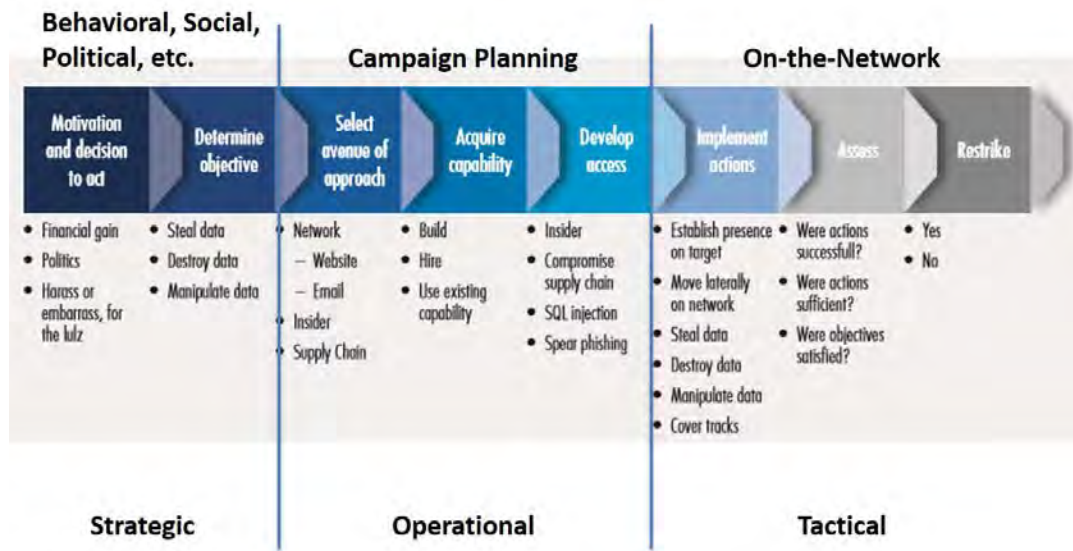 Behavioral, Social,
Political, etc.
Campaign Planning
On-the-Network
Motivation
and decision
to act
Determine
objective
Select
avenue of
approach
Acquire
capability
Develop
access
Implement
actions
Assess
Restrike
• Financial gain
• Politics
• Harass or
embarrass, for
the lulz
• Steal data
• Destroy data
• Manipulate data
• Network
– Website
– Email
• Insider
• Supply Chain
• Build
• Hire
• Use existing
capability
• Insider
• Compromise
supply chain
• SQL injection
• Spear phishing
• Establish presence
on target
• Move laterally
on network
• Steal data
• Destroy data
• Manipulate data
• Cover tracks
• Were actions
successfull?
• Were actions
sufficient?
• Were objectives
satisfied?
• Yes
• No
Strategic
Operational
Tactical